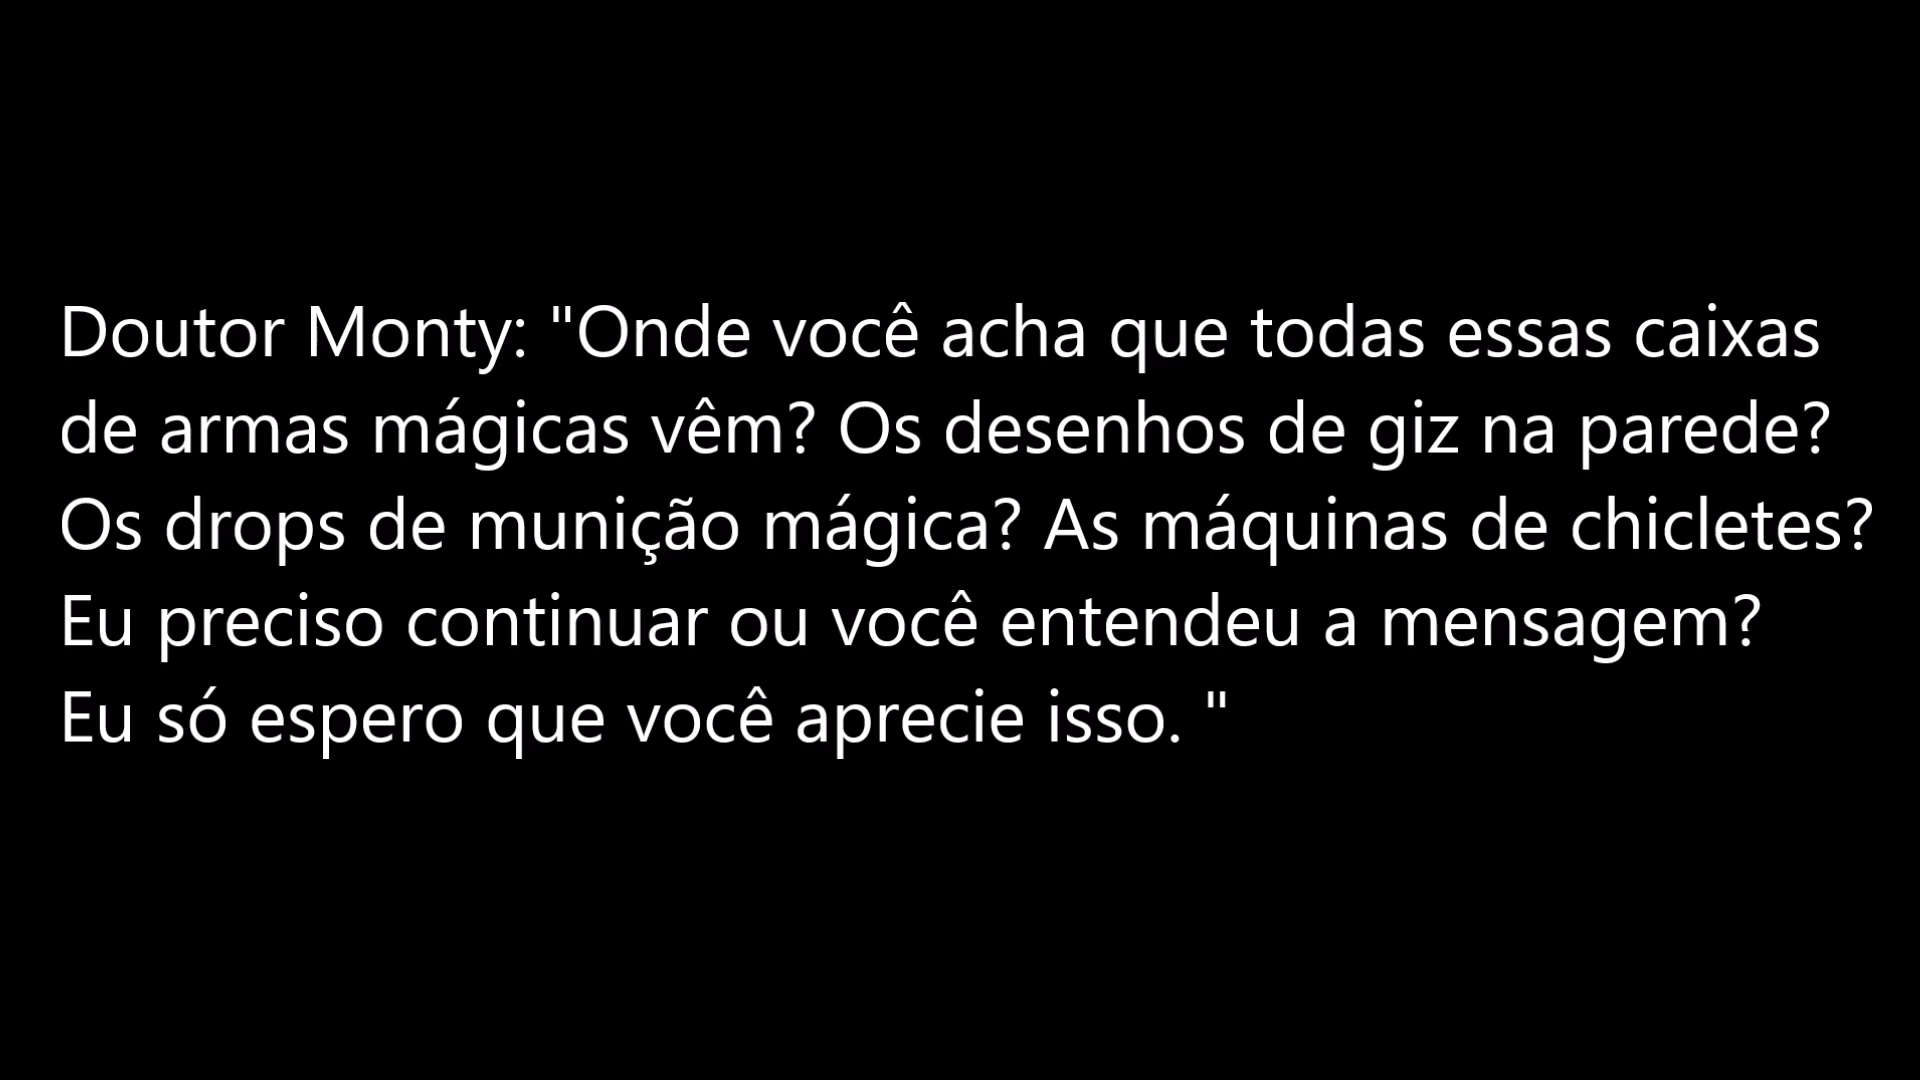 Doutor Monty: "Onde você acha que todas essas caixas
de armas mágicas vêm? Os desenhos de giz na parede?
Os drops de munição mágica? As máquinas de chicletes?
Eu preciso continuar ou você entendeu a mensagem?
Eu só espero que você aprecie isso. "